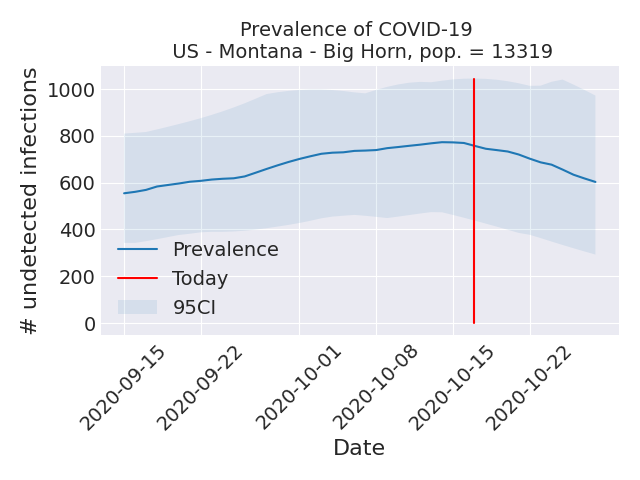 Prevalence of COVID-19
US - Montana - Big Horn, pop. = 13319
# undetected infections
1000
800
600
400
200
0
Prevalence
Today
95CI
2020-09-15
2020-09-22
2020-10-01
2020-10-08
2020-10-15
2020-10-22
Date